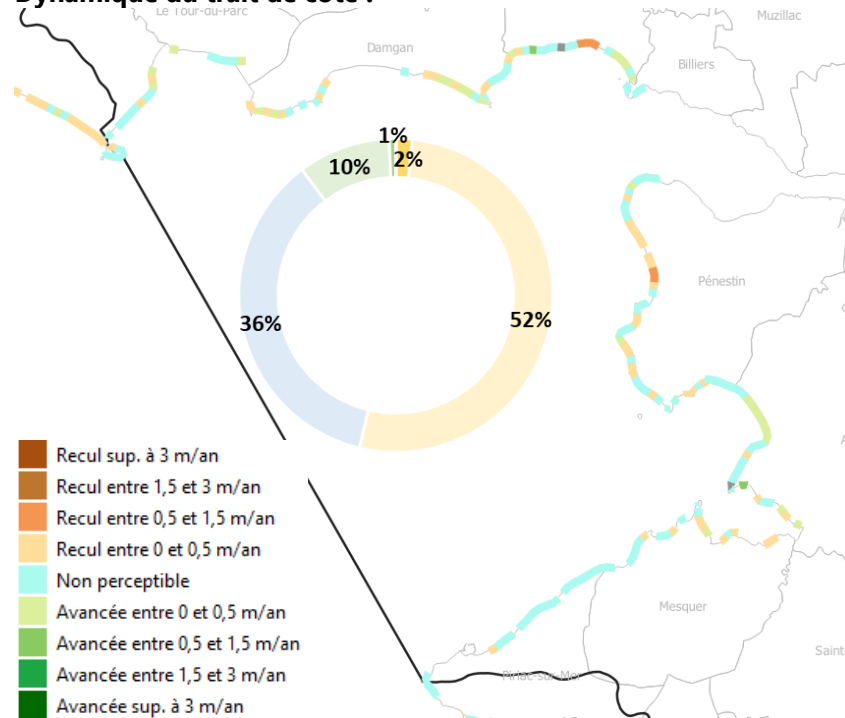 Dynamique du trait de côte :
Le Tour-du-Parc
Muzillac
Damgan
Billiers
1%
2%
10%
Pénestin
36%
52%
Recul sup. à 3 m/an
Recul entre 1,5 et 3 m/an
Recul entre 0,5 et 1,5 m/an
Recul entre 0 et 0,5 m/an
Non perceptible
Avancée entre 0 et 0,5 m/an
Avancée entre 0,5 et 1,5 m/an
Avancée entre 1,5 et 3 m/an
Avancée sup. à 3 m/an
Mesquer
Sainte
Piriac-sur-Mer